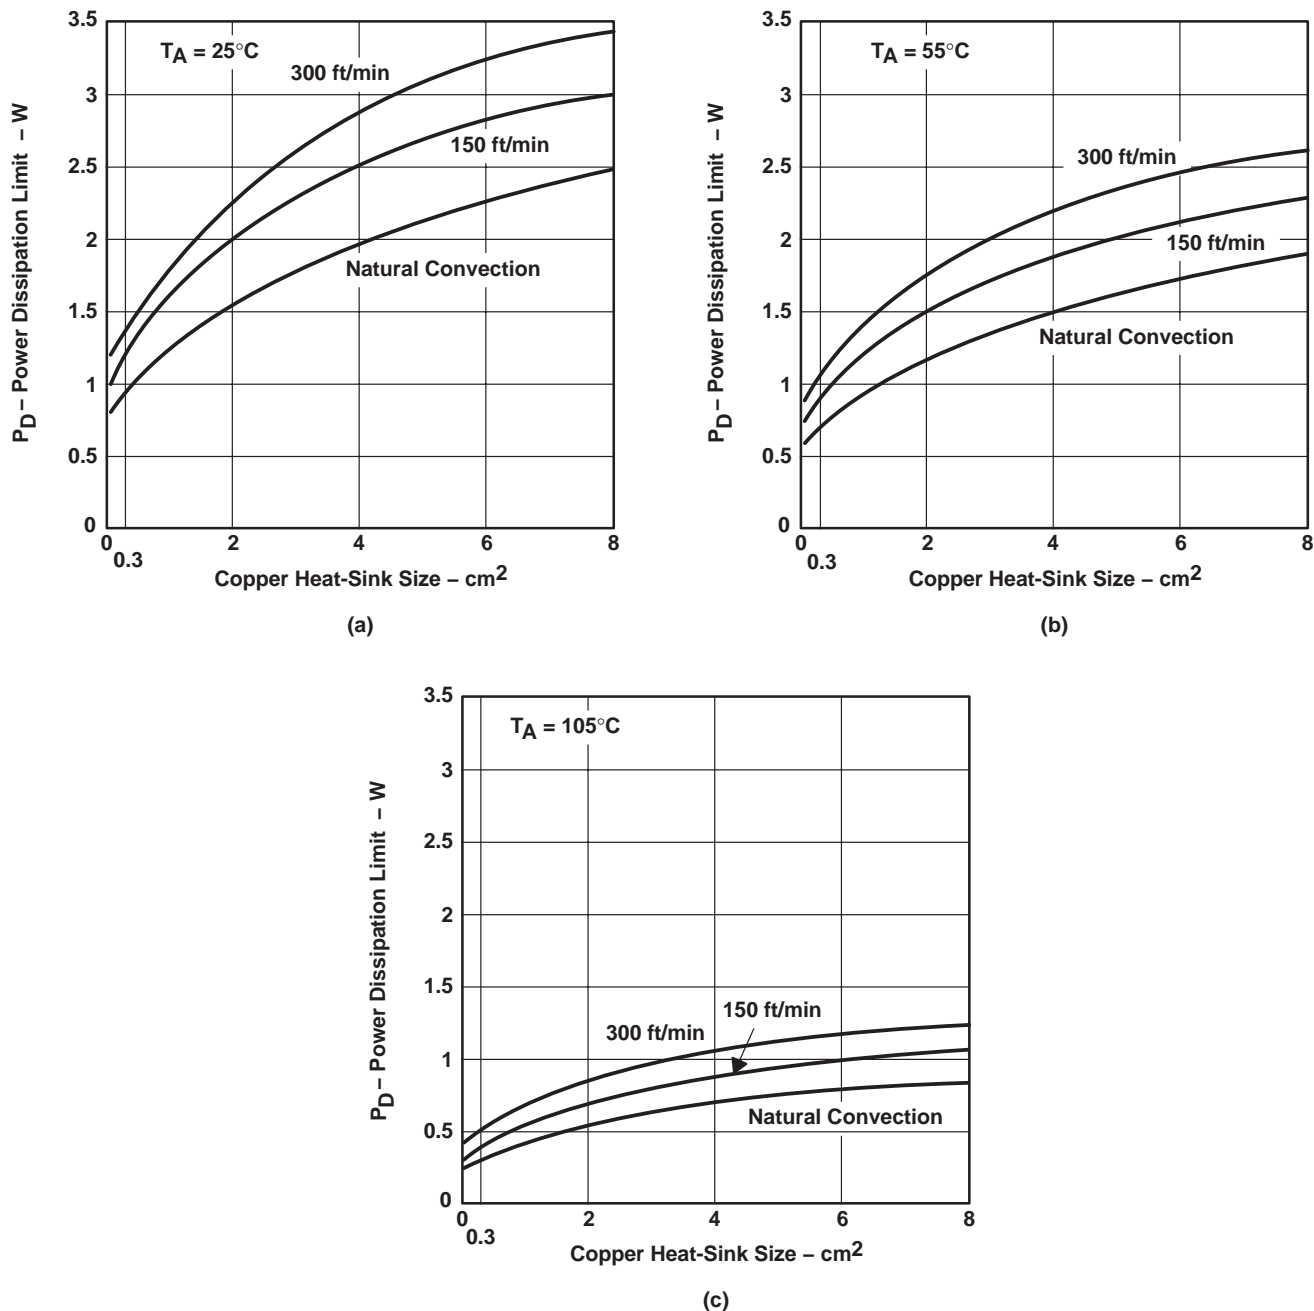 3.5
3
2.5
2
1.5
1
0.5
0
P_D – Power Dissipation Limit – W
T_A = 25°C
300 ft/min
150 ft/min
Natural Convection
0 2 4 6 8
0.3
Copper Heat-Sink Size – cm²
(a)
3.5
3
2.5
2
1.5
1
0.5
0
P_D – Power Dissipation Limit – W
T_A = 55°C
300 ft/min
150 ft/min
Natural Convection
0 2 4 6 8
0.3
Copper Heat-Sink Size – cm²
(b)
3.5
3
2.5
2
1.5
1
0.5
0
P_D – Power Dissipation Limit – W
T_A = 105°C
150 ft/min
300 ft/min
Natural Convection
0 2 4 6 8
0.3
Copper Heat-Sink Size – cm²
(c)